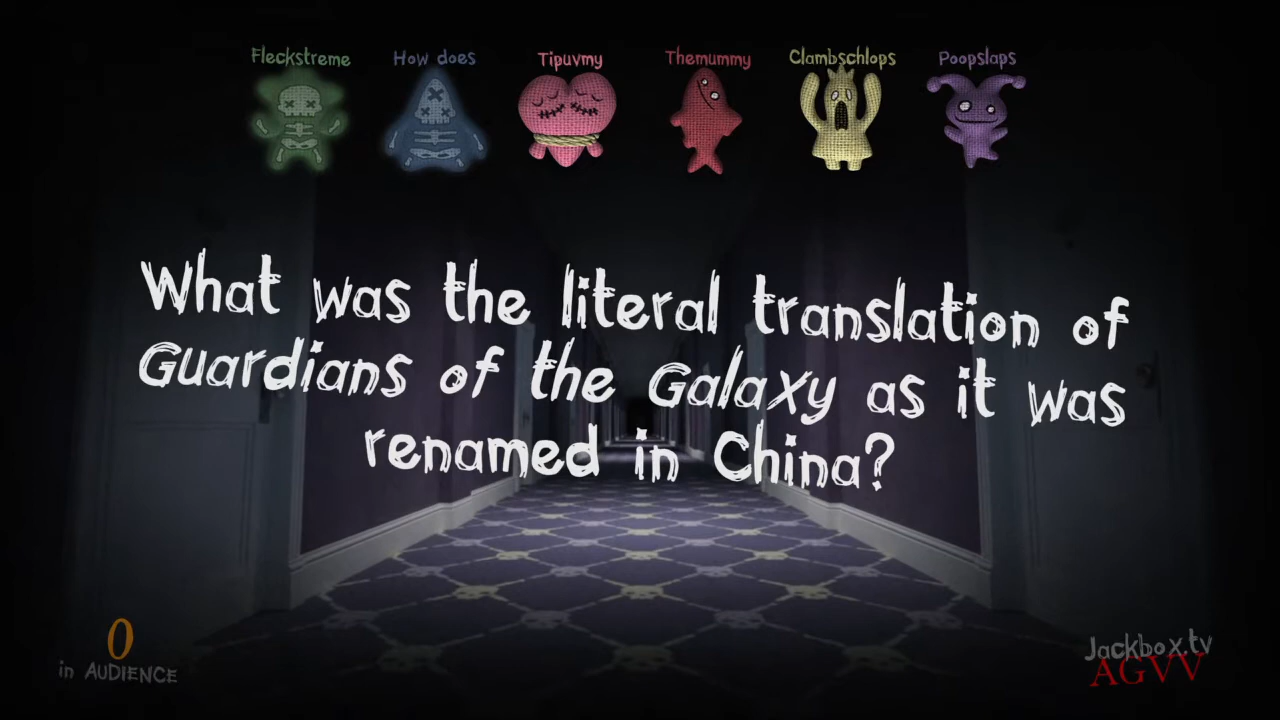 Fleckstreme How does Tipuvmy Themummy Clambschlops Poopslaps
What was the literal translation of
Guardians of the Galaxy as it was
renamed in China?
0
in AUDIENCE
Jackbox.tv
AGVV